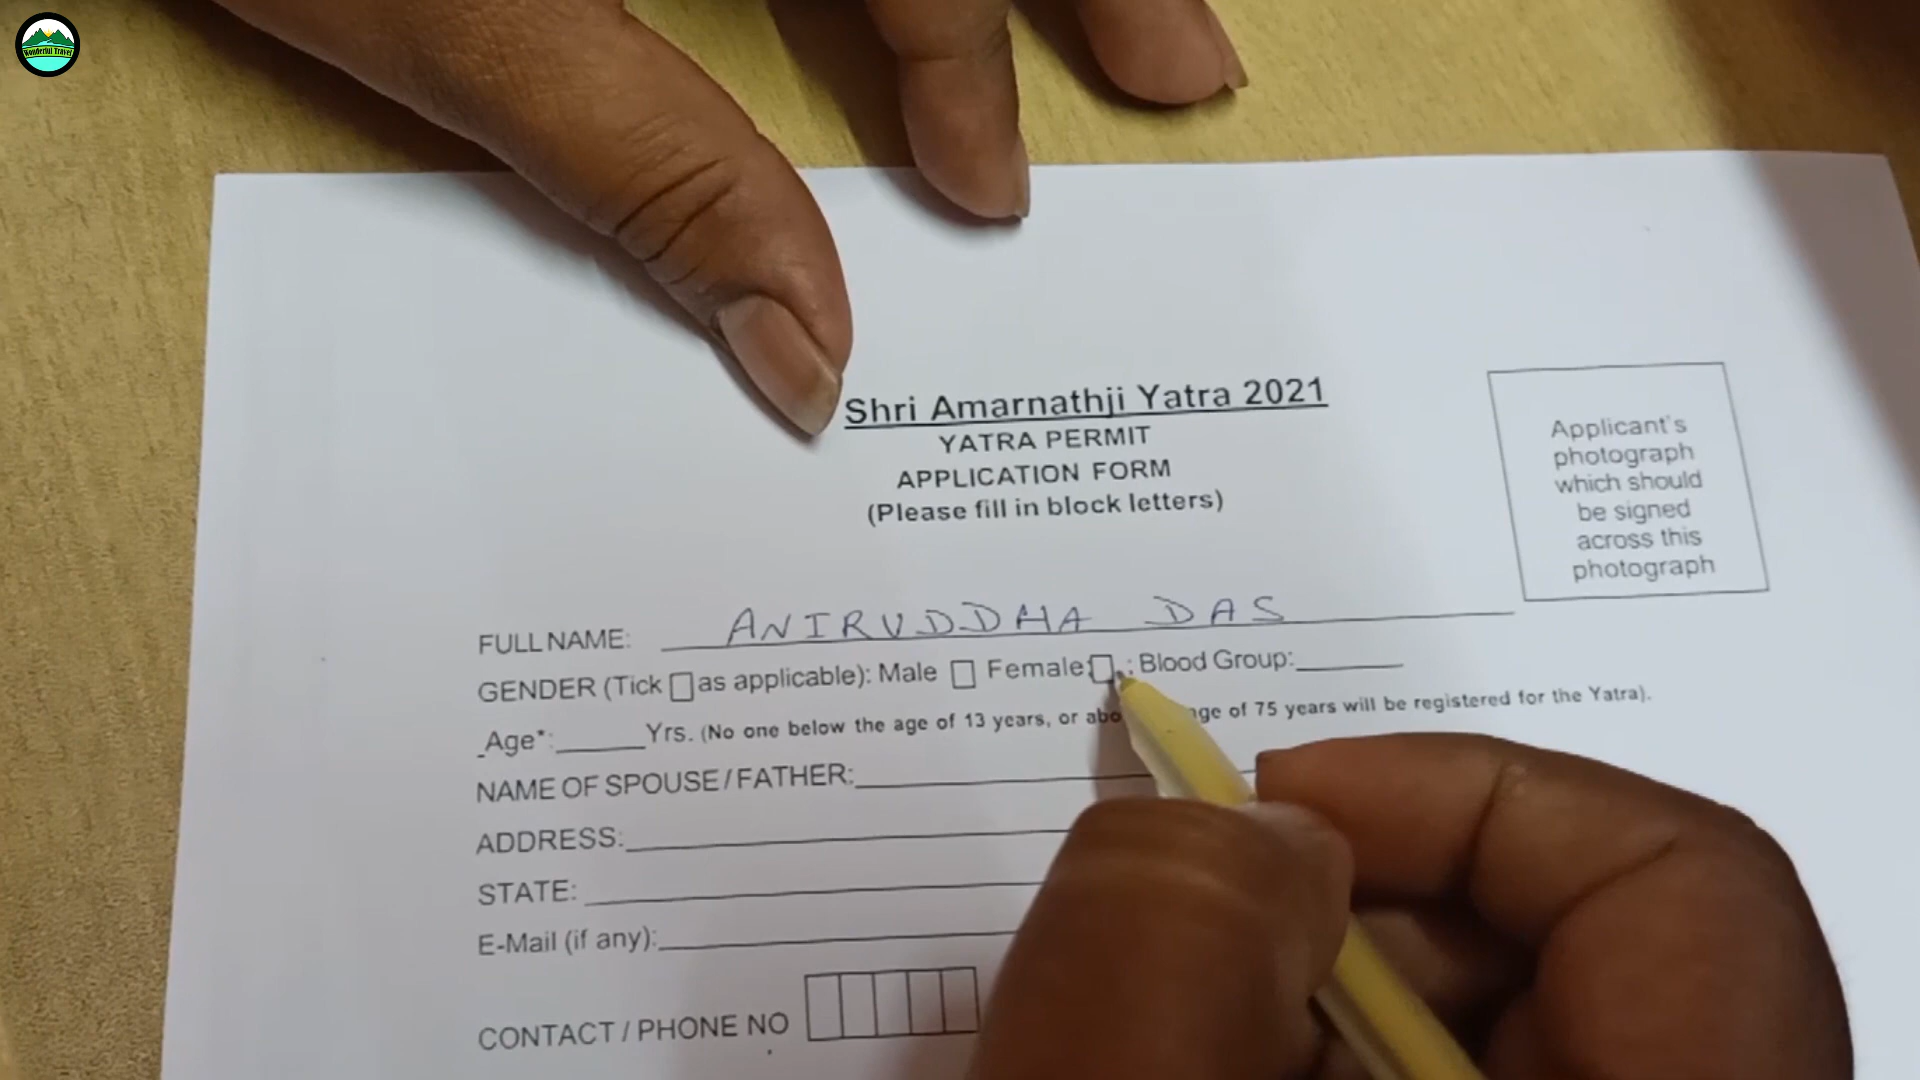 Wonderful Travel
Shri Amarnathji Yatra 2021
YATRA PERMIT
APPLICATION FORM
(Please fill in block letters)
Applicant's
photograph
which should
be signed
across this
photograph
FULL NAME: ANIRUDDHA DAS
GENDER (Tick as applicable): Male Female: : Blood Group:
Age*: Yrs. (No one below the age of 13 years, or age of 75 years will be registered for the Yatra).
NAME OF SPOUSE / FATHER:
ADDRESS:
STATE:
E-Mail (if any):
CONTACT / PHONE NO